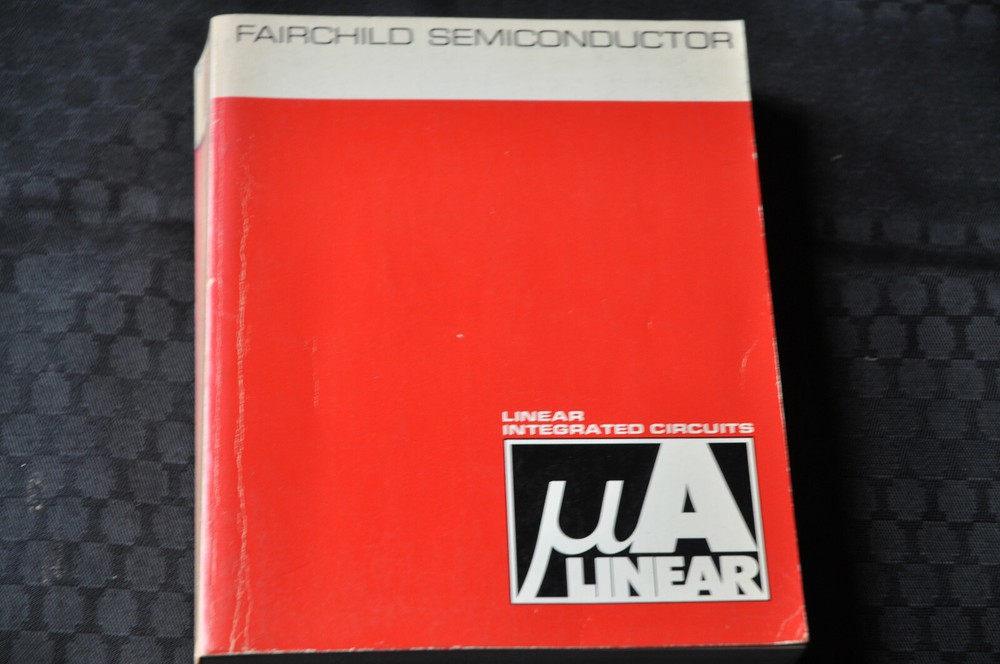 FAIRCHILD SEMICONDUCTOR
LINEAR
INTEGRATED CIRCUITS
μA
LINEAR